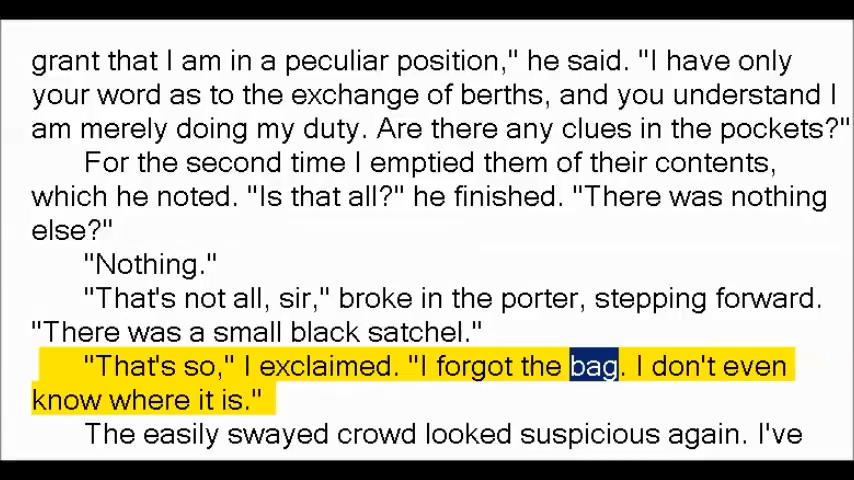 grant that I am in a peculiar position," he said. "I have only
your word as to the exchange of berths, and you understand I
am merely doing my duty. Are there any clues in the pockets?"
For the second time I emptied them of their contents,
which he noted. "Is that all?" he finished. "There was nothing
else?"
"Nothing."
"That's not all, sir," broke in the porter, stepping forward.
"There was a small black satchel."
"That's so," I exclaimed. "I forgot the bag. I don't even
know where it is."
The easily swayed crowd looked suspicious again. I've